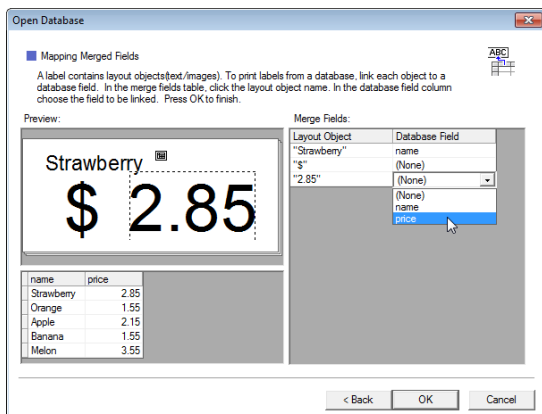 Open Database
Mapping Merged Fields
ABC
A label contains layout objects(text/images). To print labels from a database, link each object to a
database field. In the merge fields table, click the layout object name. In the database field column
choose the field to be linked. Press OK to finish.
Preview:
Merge Fields:
Layout Object Database Field
"Strawberry" name
"$" (None)
"2.85" (None)
(None)
name
price
Strawberry
$ 2.85
name price
Strawberry 2.85
Orange 1.55
Apple 2.15
Banana 1.55
Melon 3.55
< Back OK Cancel